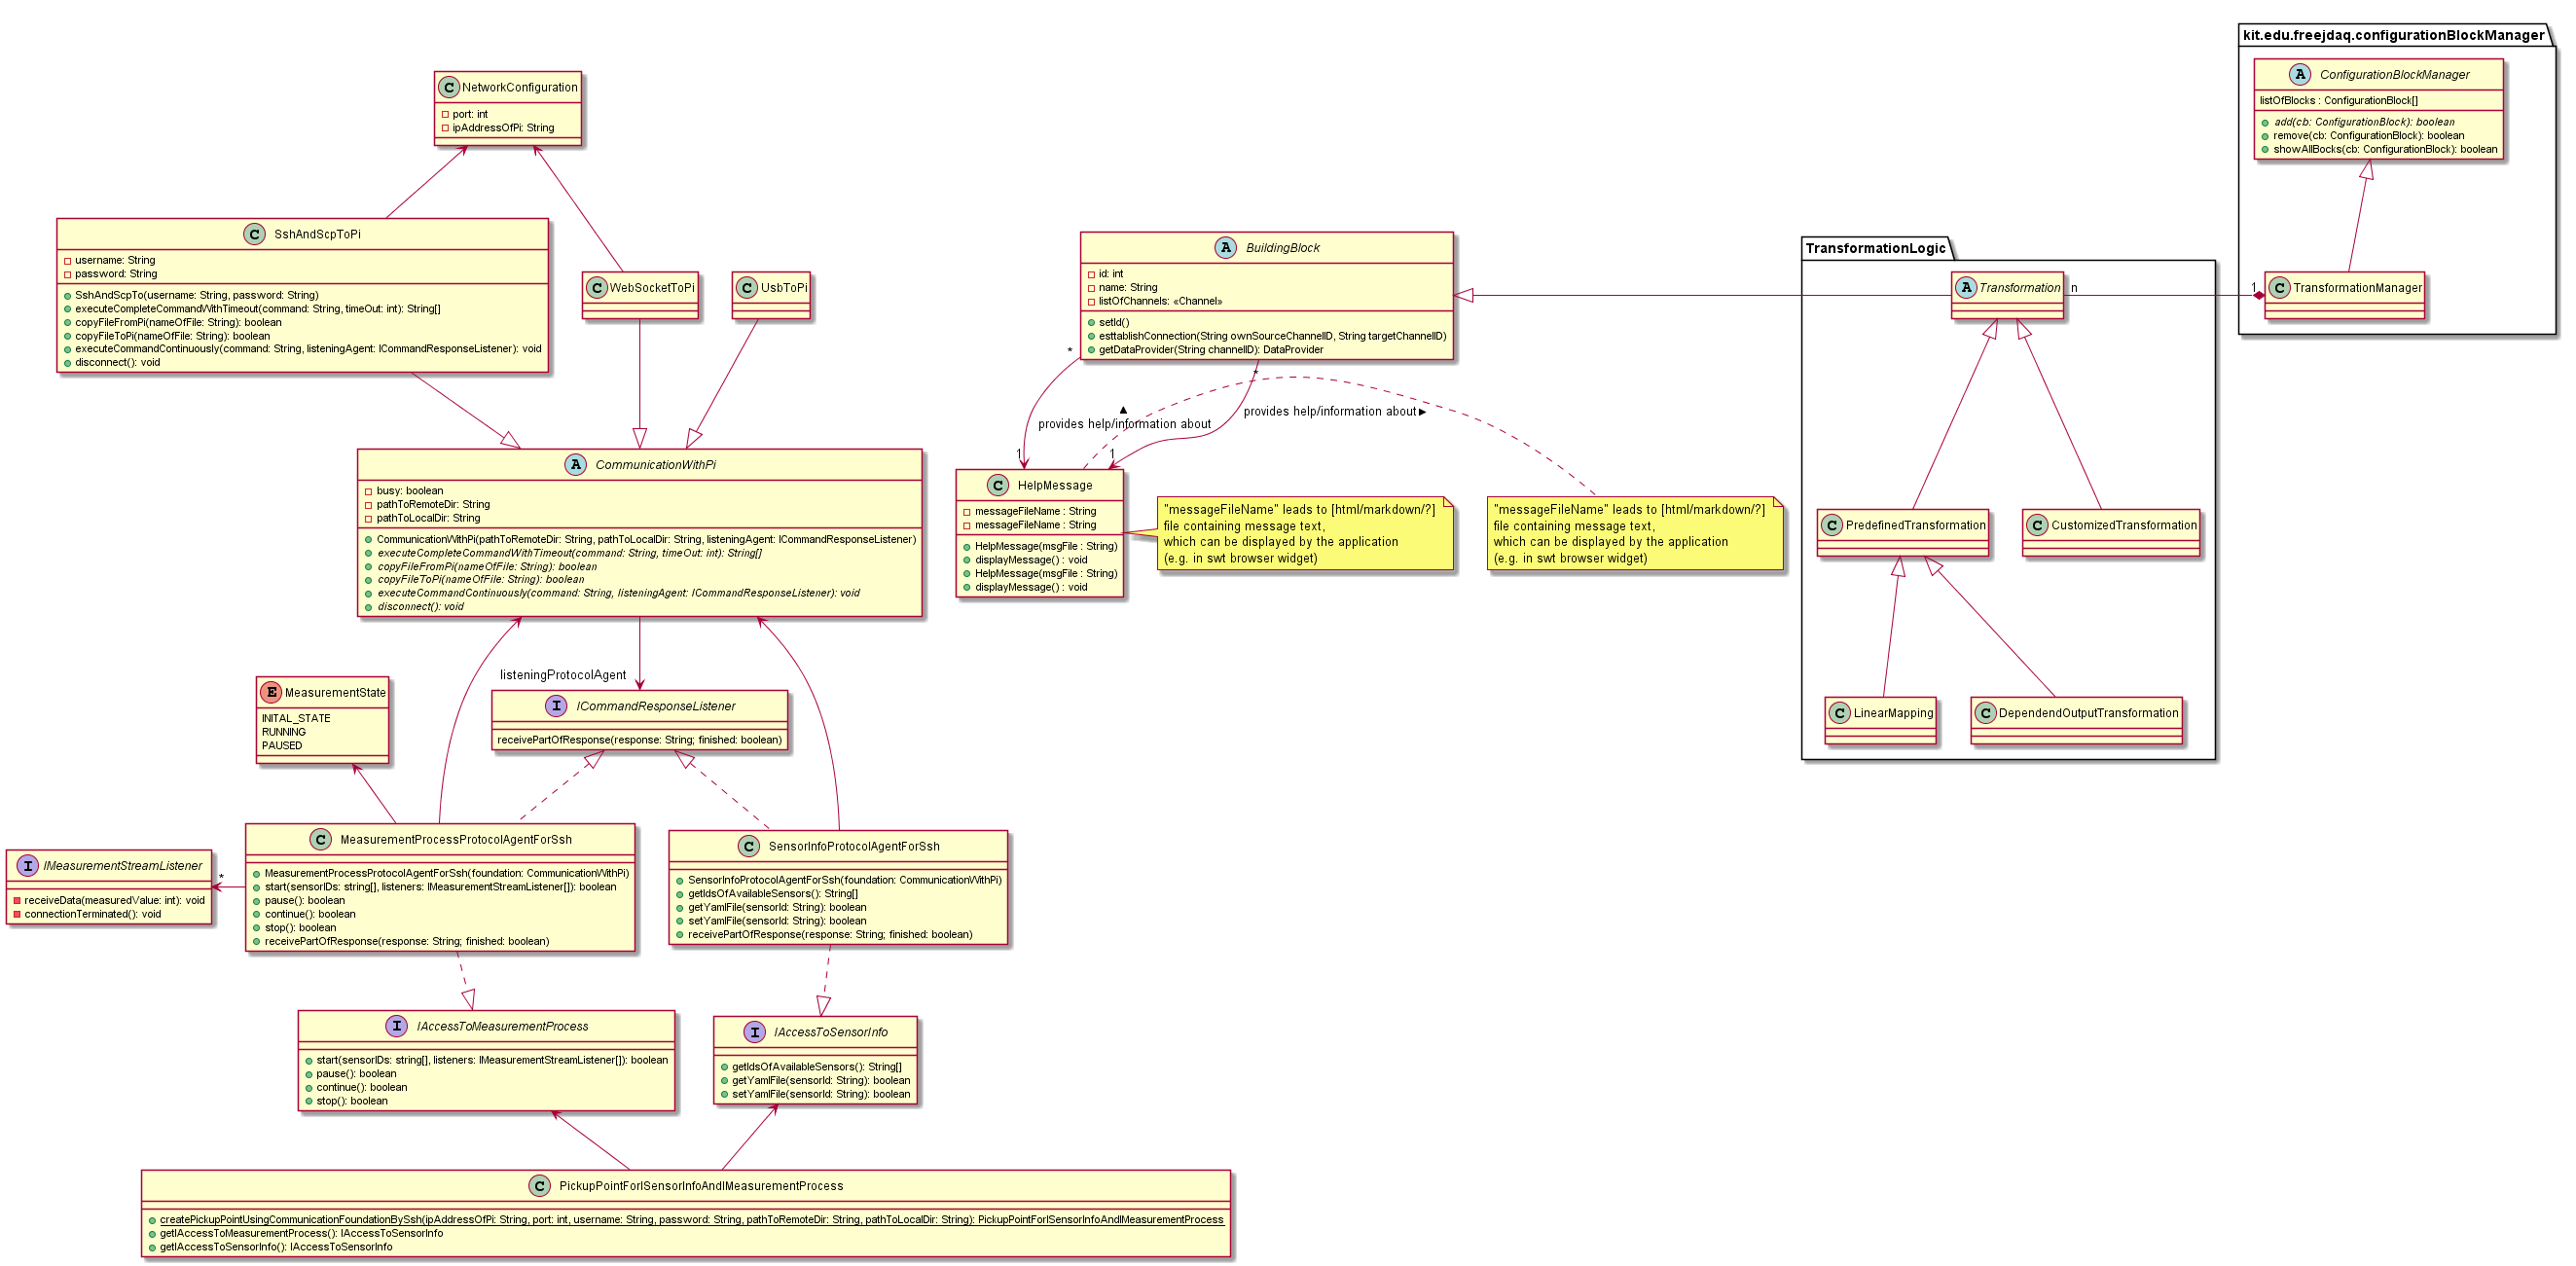 kit.edu.freejdaq.configurationBlockManager
A ConfigurationBlockManager
listOfBlocks : ConfigurationBlock[]
add(cb: ConfigurationBlock): boolean
remove(cb: ConfigurationBlock): boolean
showAllBocks(cb: ConfigurationBlock): boolean
C NetworkConfiguration
port: int
ipAddressOfPi: String
C SshAndScpToPi
username: String
password: String
SshAndScpTo(username: String, password: String)
executeCompleteCommandWithTimeout(command: String, timeOut: int): String[]
copyFileFromPi(nameOfFile: String): boolean
copyFileToPi(nameOfFile: String): boolean
executeCommandContinuously(command: String, listeningAgent: ICommandResponseListener): void
disconnect(): void
C WebSocketToPi
C UsbToPi
A BuildingBlock
id: int
name: String
listOfChannels: «Channel»
setId()
esttablishConnection(String ownSourceChannelID, String targetChannelID)
getDataProvider(String channelID): DataProvider
TransformationLogic
A Transformation
n
1
C TransformationManager
*
*
provides help/information about
provides help/information about
1
1
A CommunicationWithPi
busy: boolean
pathToRemoteDir: String
pathToLocalDir: String
CommunicationWithPi(pathToRemoteDir: String, pathToLocalDir: String, listeningAgent: ICommandResponseListener)
executeCompleteCommandWithTimeout(command: String, timeOut: int): String[]
copyFileFromPi(nameOfFile: String): boolean
copyFileToPi(nameOfFile: String): boolean
executeCommandContinuously(command: String, listeningAgent: ICommandResponseListener): void
disconnect(): void
C HelpMessage
messageFileName : String
messageFileName : String
HelpMessage(msgFile : String)
displayMessage() : void
HelpMessage(msgFile : String)
displayMessage() : void
"messageFileName" leads to [html/markdown/?]
file containing message text,
which can be displayed by the application
(e.g. in swt browser widget)
"messageFileName" leads to [html/markdown/?]
file containing message text,
which can be displayed by the application
(e.g. in swt browser widget)
C PredefinedTransformation
C CustomizedTransformation
C LinearMapping
C DependendOutputTransformation
listeningProtocolAgent
E MeasurementState
INITAL_STATE
RUNNING
PAUSED
I ICommandResponseListener
receivePartOfResponse(response: String; finished: boolean)
I IMeasurementStreamListener
receiveData(measuredValue: int): void
connectionTerminated(): void
*
C MeasurementProcessProtocolAgentForSsh
MeasurementProcessProtocolAgentForSsh(foundation: CommunicationWithPi)
start(sensorIDs: string[], listeners: IMeasurementStreamListener[]): boolean
pause(): boolean
continue(): boolean
stop(): boolean
receivePartOfResponse(response: String; finished: boolean)
C SensorInfoProtocolAgentForSsh
SensorInfoProtocolAgentForSsh(foundation: CommunicationWithPi)
getIdsOfAvailableSensors(): String[]
getYamlFile(sensorId: String): boolean
setYamlFile(sensorId: String): boolean
receivePartOfResponse(response: String; finished: boolean)
I IAccessToMeasurementProcess
start(sensorIDs: string[], listeners: IMeasurementStreamListener[]): boolean
pause(): boolean
continue(): boolean
stop(): boolean
I IAccessToSensorInfo
getIdsOfAvailableSensors(): String[]
getYamlFile(sensorId: String): boolean
setYamlFile(sensorId: String): boolean
C PickupPointForISensorInfoAndIMeasurementProcess
createPickupPointUsingCommunicationFoundationBySsh(ipAddressOfPi: String, port: int, username: String, password: String, pathToRemoteDir: String, pathToLocalDir: String): PickupPointForISensorInfoAndIMeasurementProcess
getIAccessToMeasurementProcess(): IAccessToSensorInfo
getIAccessToSensorInfo(): IAccessToSensorInfo